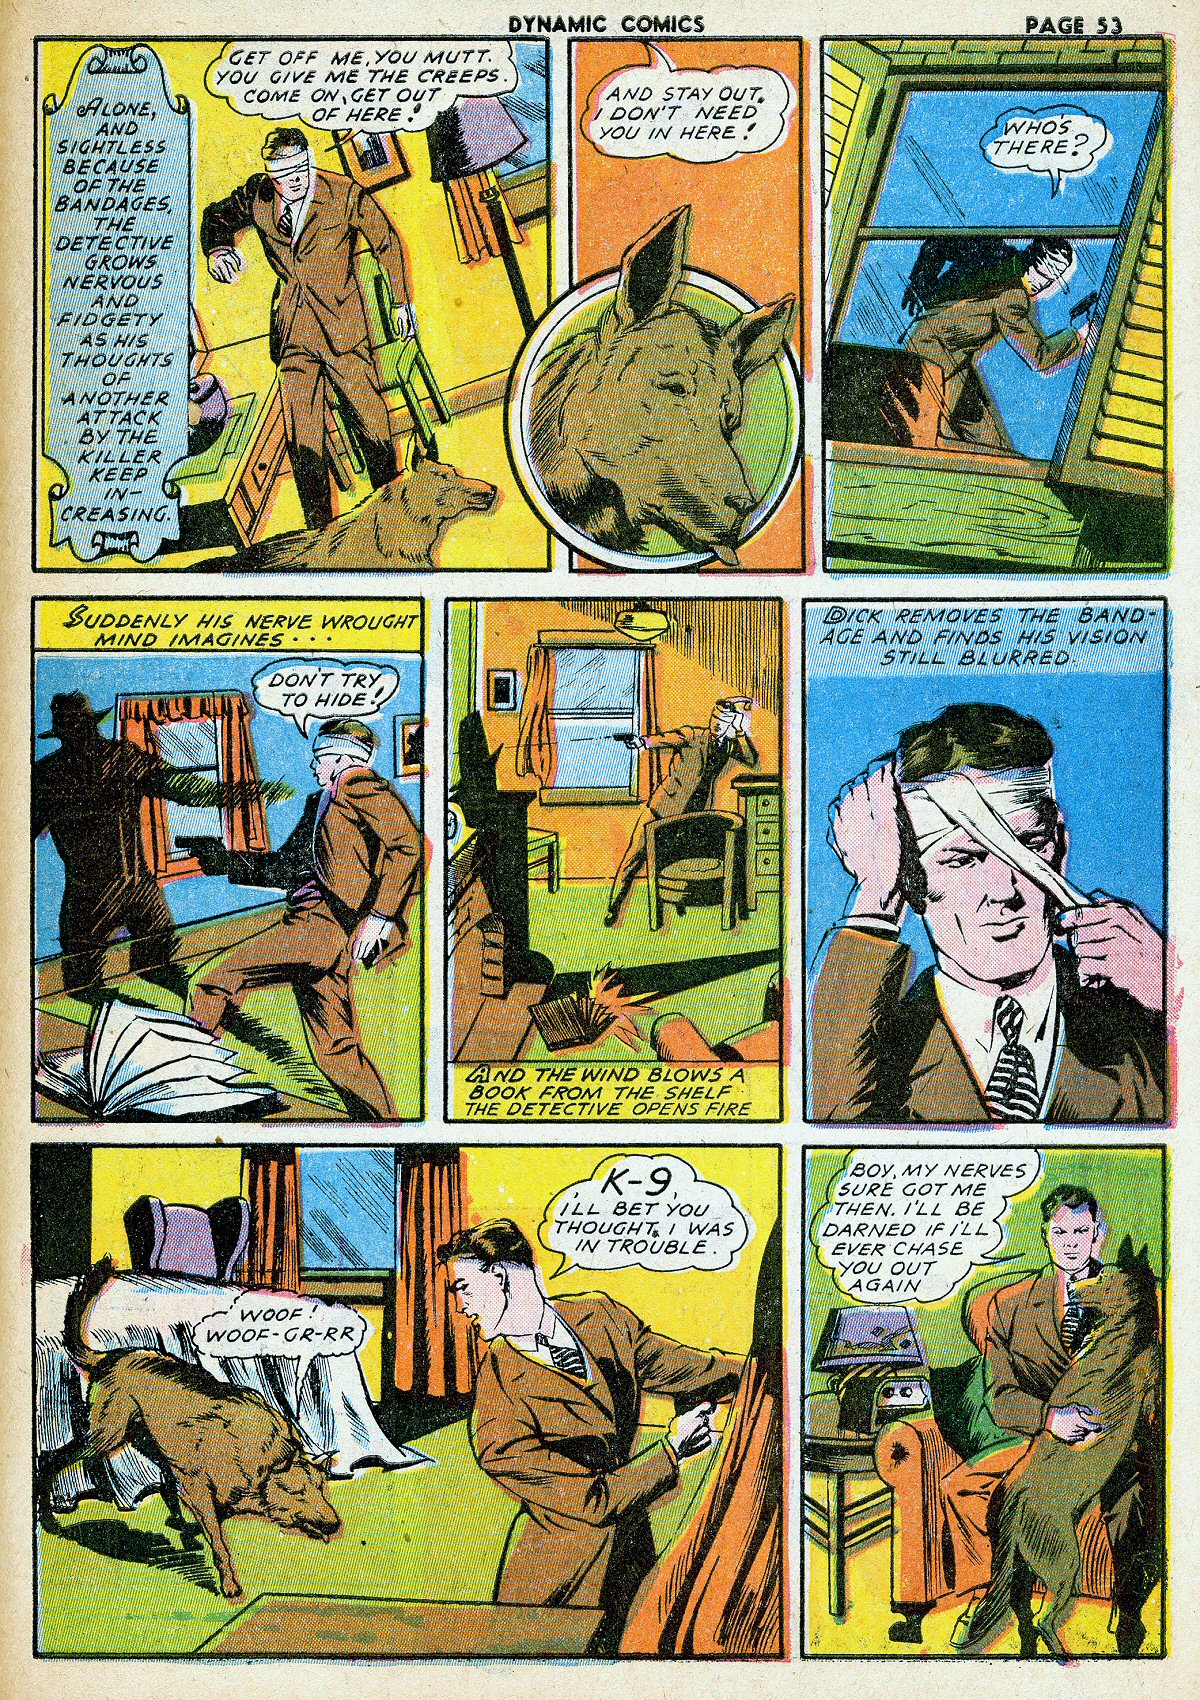 DYNAMIC COMICS
PAGE 53
ALONE,
AND
SIGHTLESS
BECAUSE
OF THE
BANDAGES,
THE
DETECTIVE
GROWS
NERVOUS
AND
FIDGETY
AS HIS
THOUGHTS
OF
ANOTHER
ATTACK
BY THE
KILLER
KEEP
IN-
CREASING.
GET OFF ME, YOU MUTT.
YOU GIVE ME THE CREEPS.
COME ON, GET OUT
OF HERE!
AND STAY OUT,
I DON'T NEED
YOU IN HERE!
WHO'S
THERE?
SUDDENLY HIS NERVE WROUGHT
MIND IMAGINES...
DON'T TRY
TO HIDE!
AND THE WIND BLOWS A
BOOK FROM THE SHELF
THE DETECTIVE OPENS FIRE
DICK REMOVES THE BAND-
AGE AND FINDS HIS VISION
STILL BLURRED.
WOOF!
WOOF-GR-RR
K-9,
I'LL BET YOU
THOUGHT I WAS
IN TROUBLE.
BOY, MY NERVES
SURE GOT ME
THEN. I'LL BE
DARNED IF I'LL
EVER CHASE
YOU OUT
AGAIN